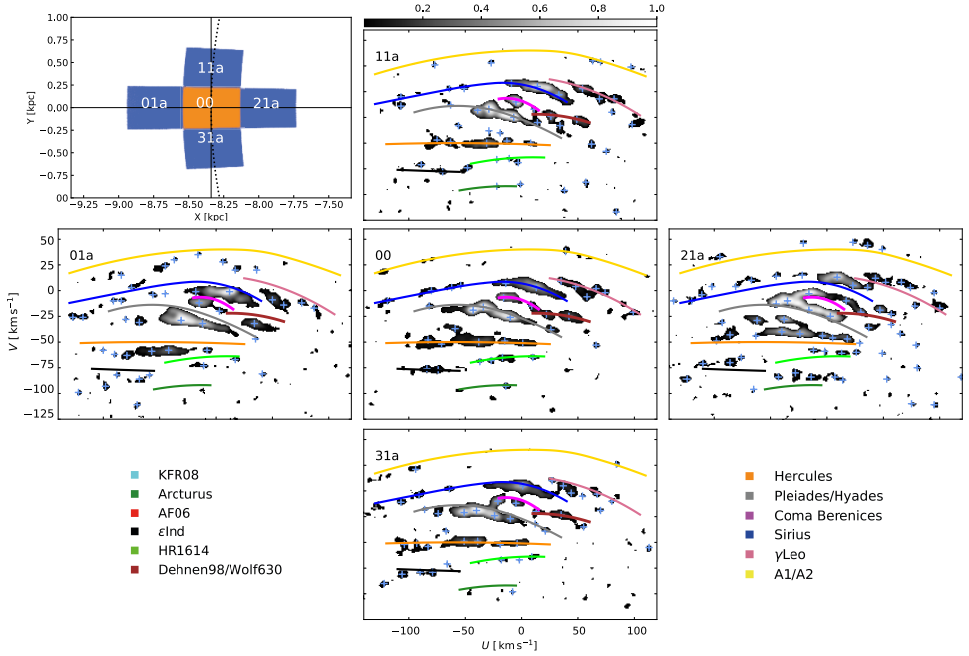 0.2 0.4 0.6 0.8 1.0
1.00
0.75
0.50
0.25
0.00
−0.25
−0.50
−0.75
00
Y [kpc]
11a
01a 00 21a
31a
−9.25 −9.00 −8.75 −8.50 −8.25 −8.00 −7.75 −7.50
X [kpc]
11a
01a
50
25
0
−25
−50
−75
−100
−125
V [km s⁻¹]
00
21a
31a
−100 −50 0 50 100
U [km s⁻¹]
KFR08
Arcturus
AF06
εInd
HR1614
Dehnen98/Wolf630
Hercules
Pleiades/Hyades
Coma Berenices
Sirius
γLeo
A1/A2